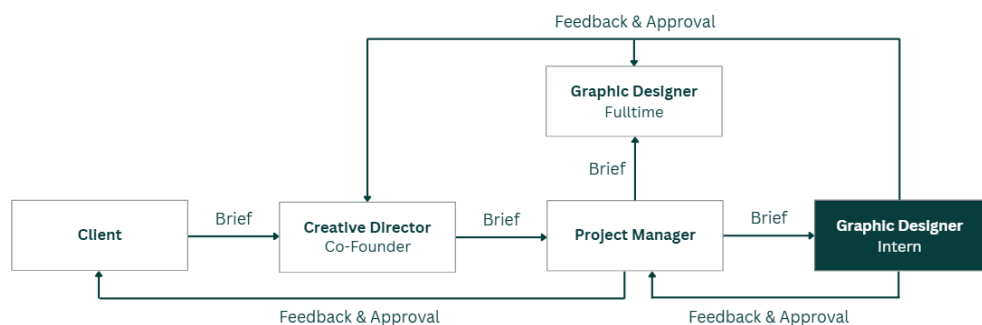 Feedback & Approval
Graphic Designer
Fulltime
Brief
Client
Brief
Creative Director
Co-Founder
Brief
Project Manager
Brief
Graphic Designer
Intern
Feedback & Approval
Feedback & Approval